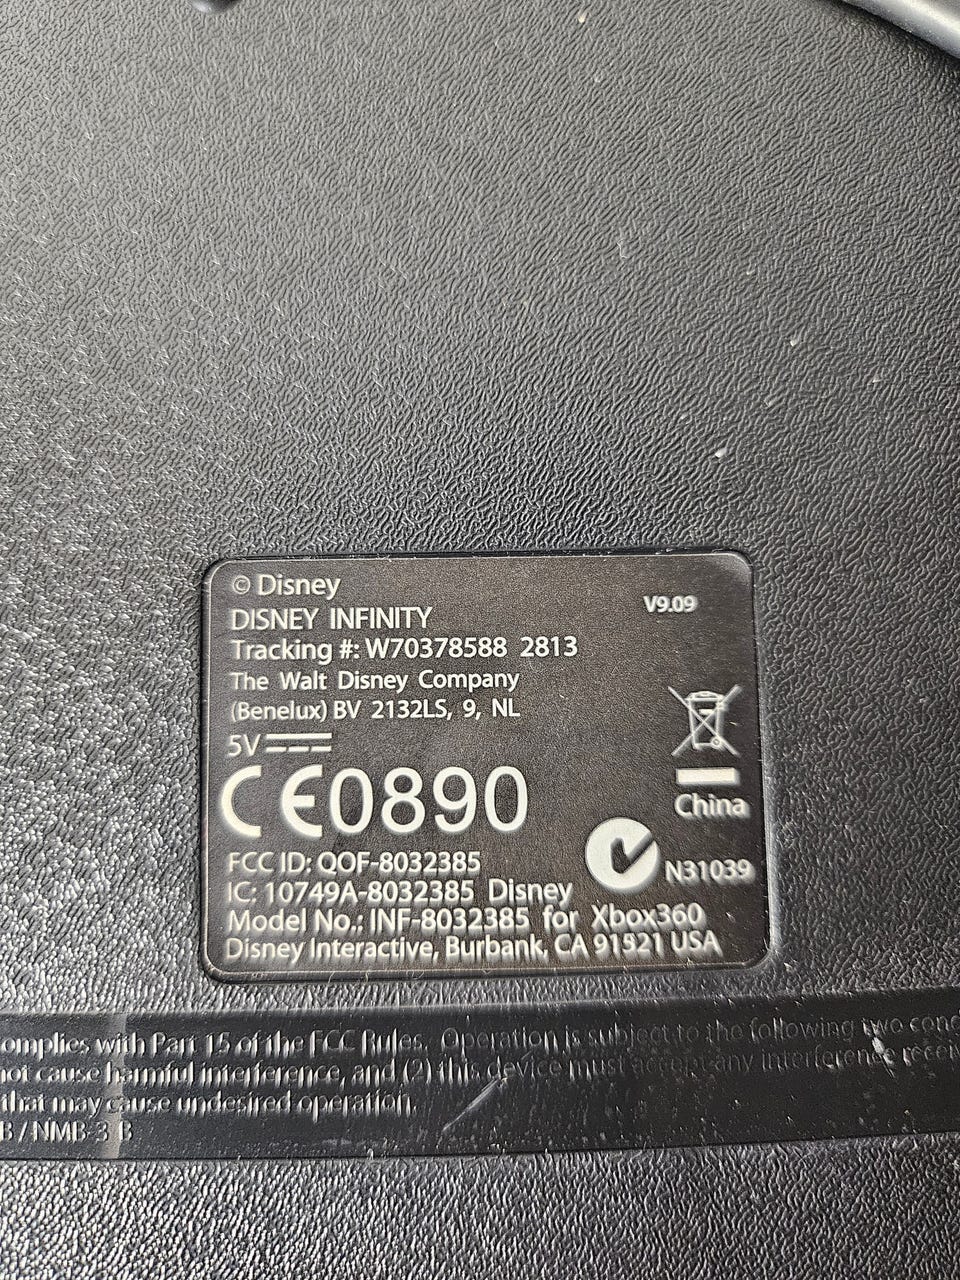 © Disney
V9.09
DISNEY INFINITY
Tracking #: W70378588 2813
The Walt Disney Company
(Benelux) BV 2132LS, 9, NL
5V
CE0890
China
N31039
FCC ID: QOF-8032385
IC: 10749A-8032385 Disney
Model No.: INF-8032385 for Xbox360
Disney Interactive, Burbank, CA 91521 USA
omplies with Part 15 of the FCC Rules. Operation is subject to the following two cond
not cause harmful interference, and (2) this device must accept any interference recei
that may cause undesired operation.
B / NMB-3 B